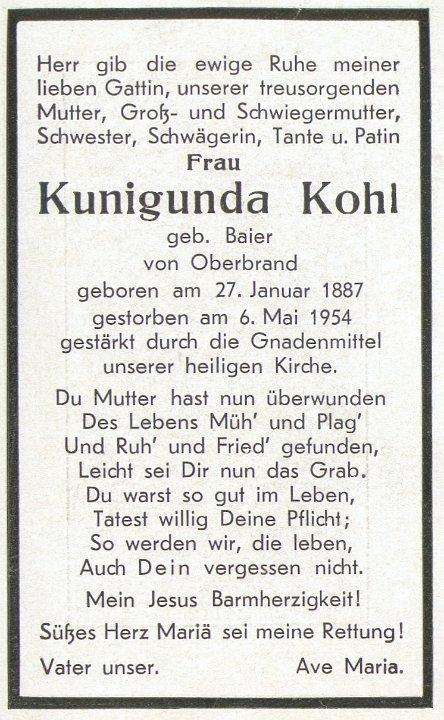 Herr gib die ewige Ruhe meiner
lieben Gattin, unserer treusorgenden
Mutter, Groß- und Schwiegermutter,
Schwester, Schwägerin, Tante u. Patin
Frau
Kunigunda Kohl
geb. Baier
von Oberbrand
geboren am 27. Januar 1887
gestorben am 6. Mai 1954
gestärkt durch die Gnadenmittel
unserer heiligen Kirche.
Du Mutter hast nun überwunden
Des Lebens Müh' und Plag'
Und Ruh' und Fried' gefunden,
Leicht sei Dir nun das Grab.
Du warst so gut im Leben,
Tatest willig Deine Pflicht;
So werden wir, die leben,
Auch Dein vergessen nicht.
Mein Jesus Barmherzigkeit!
Süßes Herz Mariä sei meine Rettung!
Vater unser. Ave Maria.